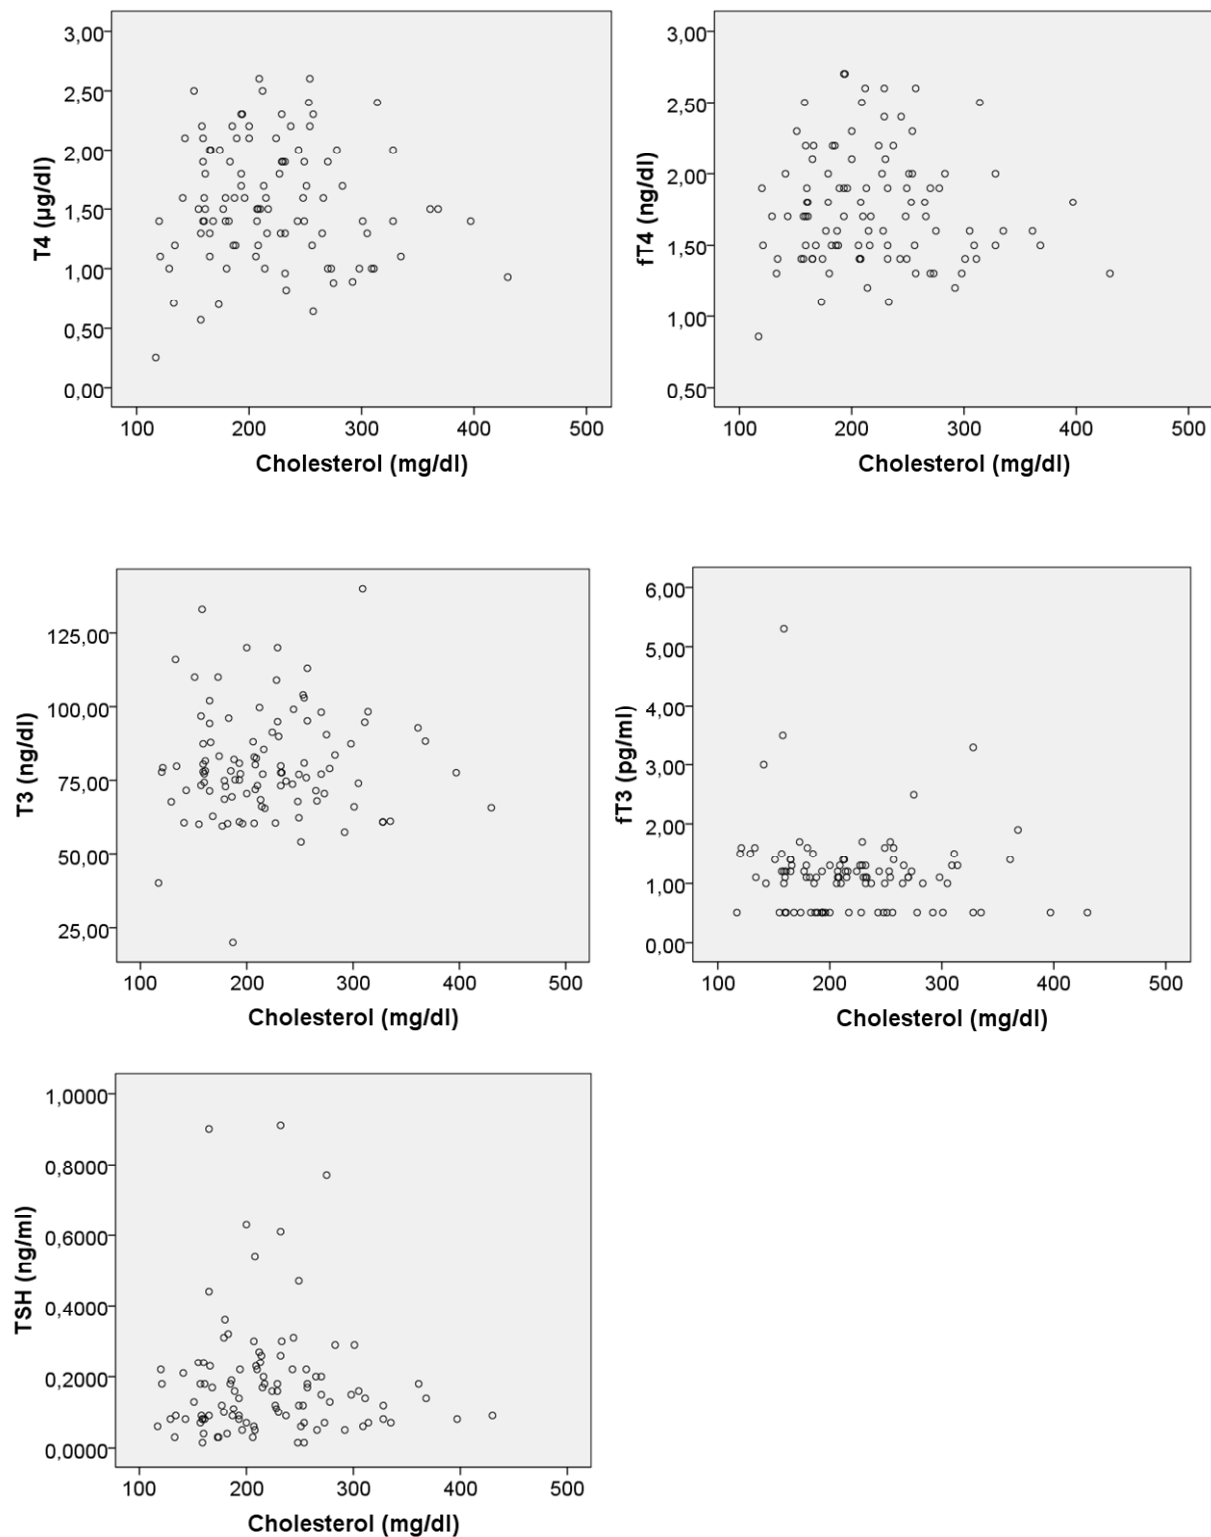 3,00
2,50
2,00
1,50
1,00
0,50
0,00
T4 (µg/dl)
100 200 300 400 500
Cholesterol (mg/dl)
3,00
2,50
2,00
1,50
1,00
0,50
fT4 (ng/dl)
100 200 300 400 500
Cholesterol (mg/dl)
125,00
100,00
75,00
50,00
25,00
T3 (ng/dl)
100 200 300 400 500
Cholesterol (mg/dl)
6,00
5,00
4,00
3,00
2,00
1,00
0,00
fT3 (pg/ml)
100 200 300 400 500
Cholesterol (mg/dl)
1,0000
0,8000
0,6000
0,4000
0,2000
0,0000
TSH (ng/ml)
100 200 300 400 500
Cholesterol (mg/dl)